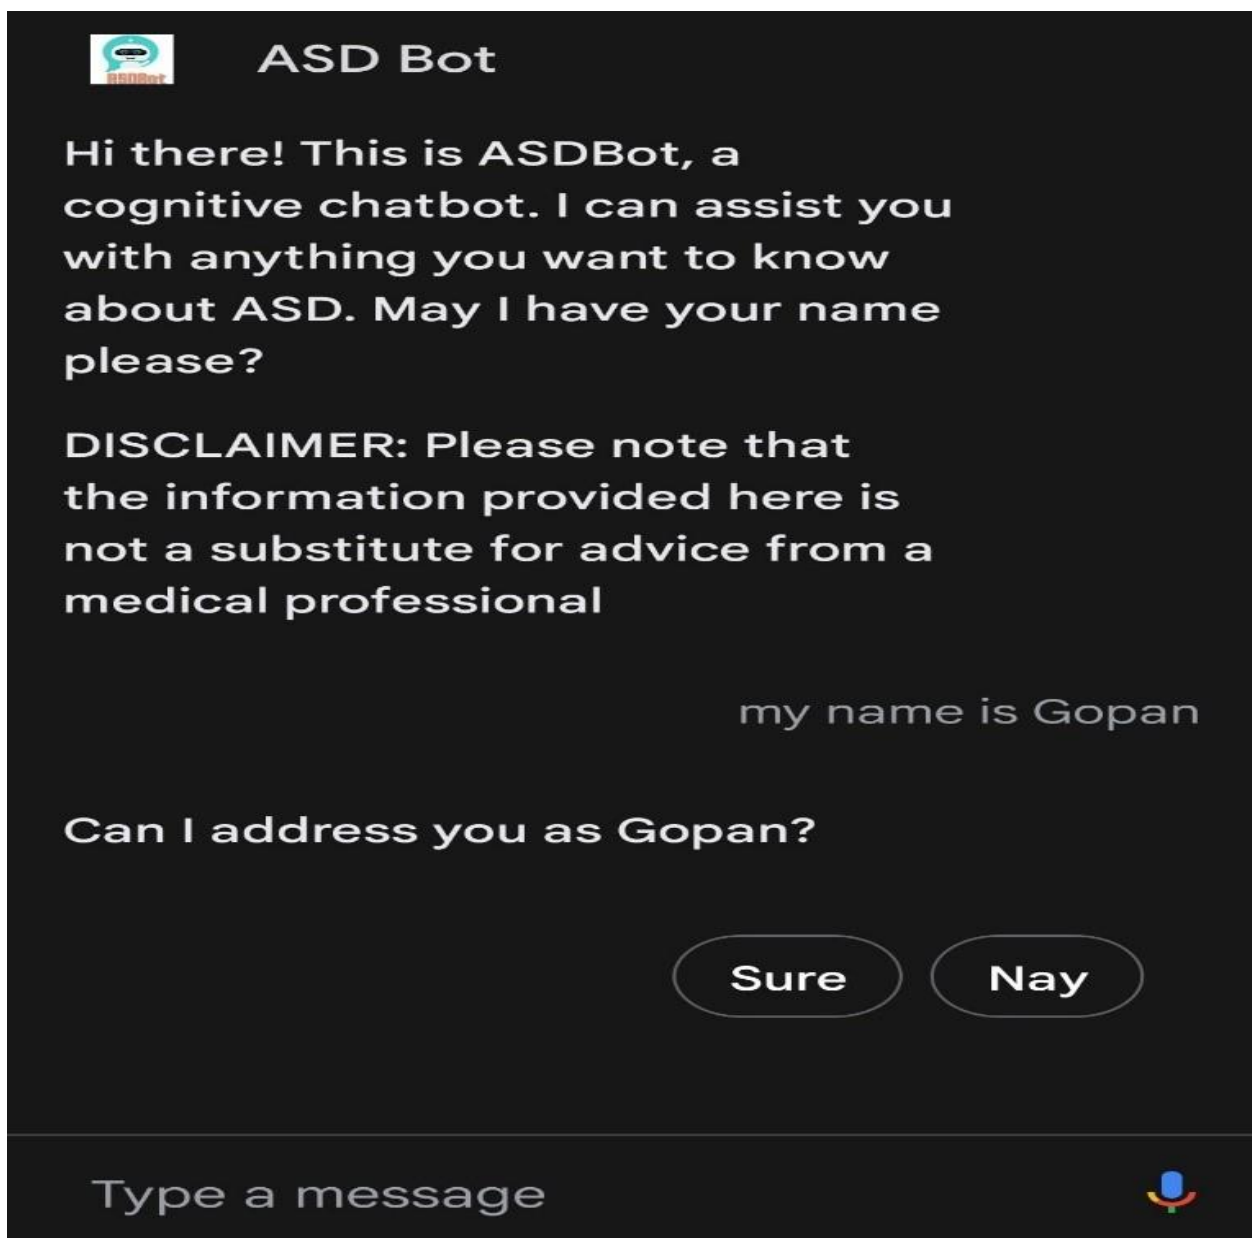 ASDBot
ASD Bot
Hi there! This is ASDBot, a
cognitive chatbot. I can assist you
with anything you want to know
about ASD. May I have your name
please?
DISCLAIMER: Please note that
the information provided here is
not a substitute for advice from a
medical professional
my name is Gopan
Can I address you as Gopan?
Sure
Nay
Type a message